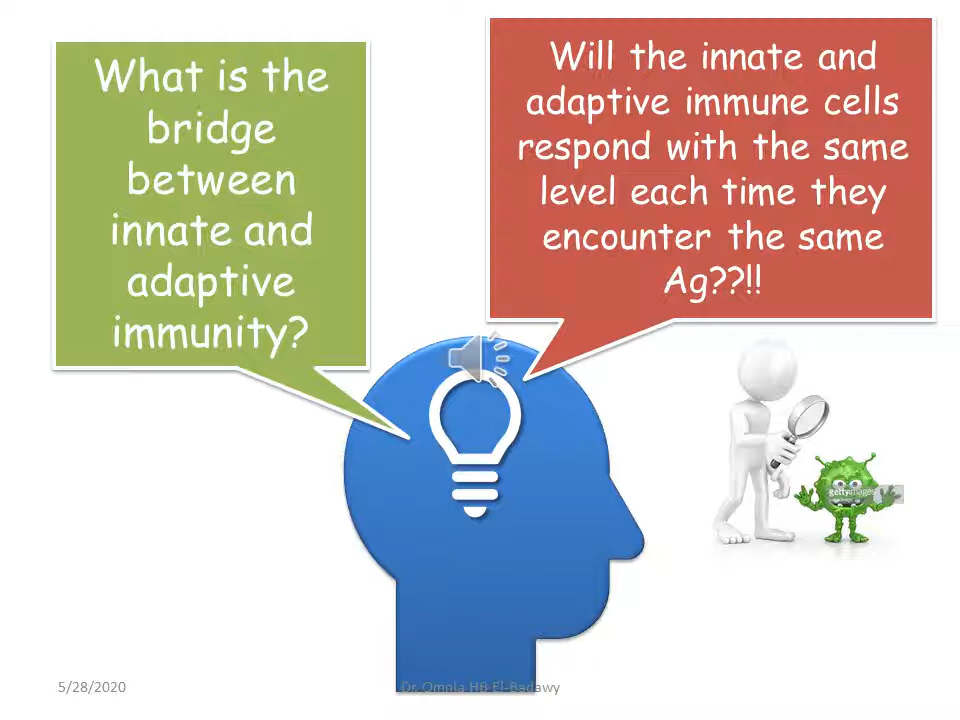 What is the
bridge
between
innate and
adaptive
immunity?
Will the innate and
adaptive immune cells
respond with the same
level each time they
encounter the same
Ag??!!
gettyimages
5/28/2020
Dr. Omnia HB El-Badawy